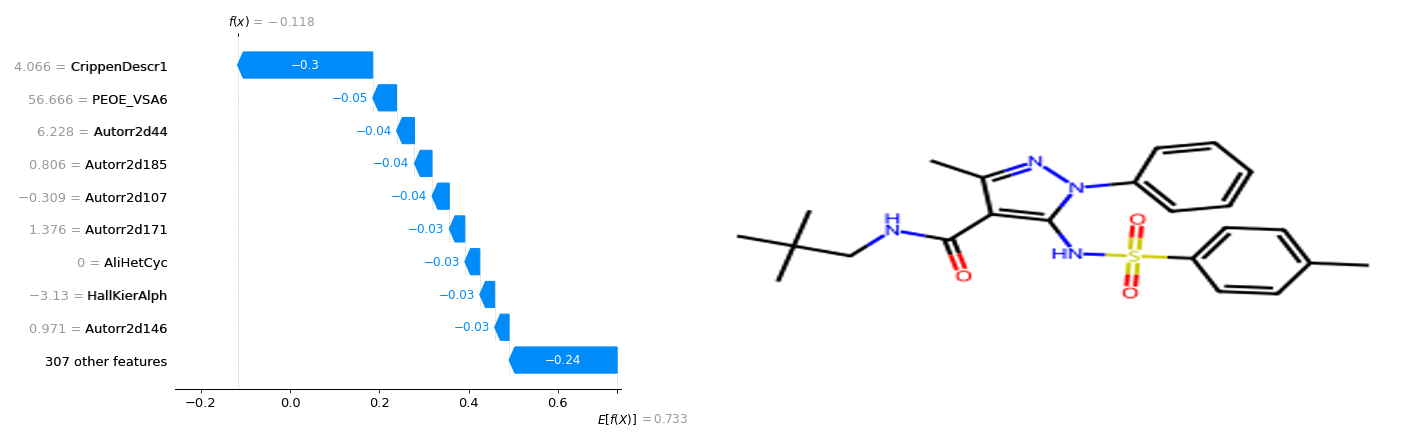 f(x) = −0.118
4.066 = CrippenDescr1
−0.3
56.666 = PEOE_VSA6
−0.05
6.228 = Autorr2d44
−0.04
0.806 = Autorr2d185
−0.04
−0.309 = Autorr2d107
−0.04
1.376 = Autorr2d171
−0.03
0 = AliHetCyc
−0.03
−3.13 = HallKierAlph
−0.03
0.971 = Autorr2d146
−0.03
307 other features
−0.24
−0.2 0.0 0.2 0.4 0.6
E[f(X)] = 0.733
N
N
H
N
O
HN
O
S
O